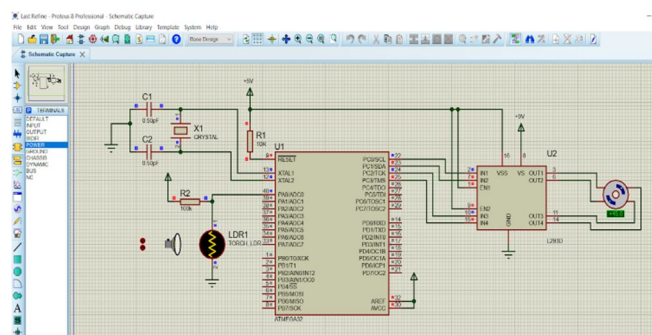 Last Refine - Proteus 8 Professional - Schematic Capture
File Edit View Tool Design Graph Debug Library Template System Help
Base Design
Schematic Capture
TERMINALS
DEFAULT
INPUT
OUTPUT
BIDIR
POWER
GROUND
CHASSIS
DYNAMIC
BUS
NC
C1
0.50pF
C2
0.50pF
X1
CRYSTAL
+5V
R1
10K
R2
100k
LDR1
TORCH_LDR
U1
RESET
XTAL1
XTAL2
PA0/ADC0
PA1/ADC1
PA2/ADC2
PA3/ADC3
PA4/ADC4
PA5/ADC5
PA6/ADC6
PA7/ADC7
PB0/T0/XCK
PB1/T1
PB2/AIN0/INT2
PB3/AIN1/OC0
PB4/SS
PB5/MOSI
PB6/MISO
PB7/SCK
PC0/SCL
PC1/SDA
PC2/TCK
PC3/TMS
PC4/TDO
PC5/TDI
PC6/TOSC1
PC7/TOSC2
PD0/RXD
PD1/TXD
PD2/INT0
PD3/INT1
PD4/OC1B
PD5/OC1A
PD6/ICP1
PD7/OC2
AREF
AVCC
ATMEGA32
+9V
U2
IN1
IN2
EN1
EN2
IN3
IN4
VSS
VS
OUT1
OUT2
OUT3
OUT4
GND
L293D